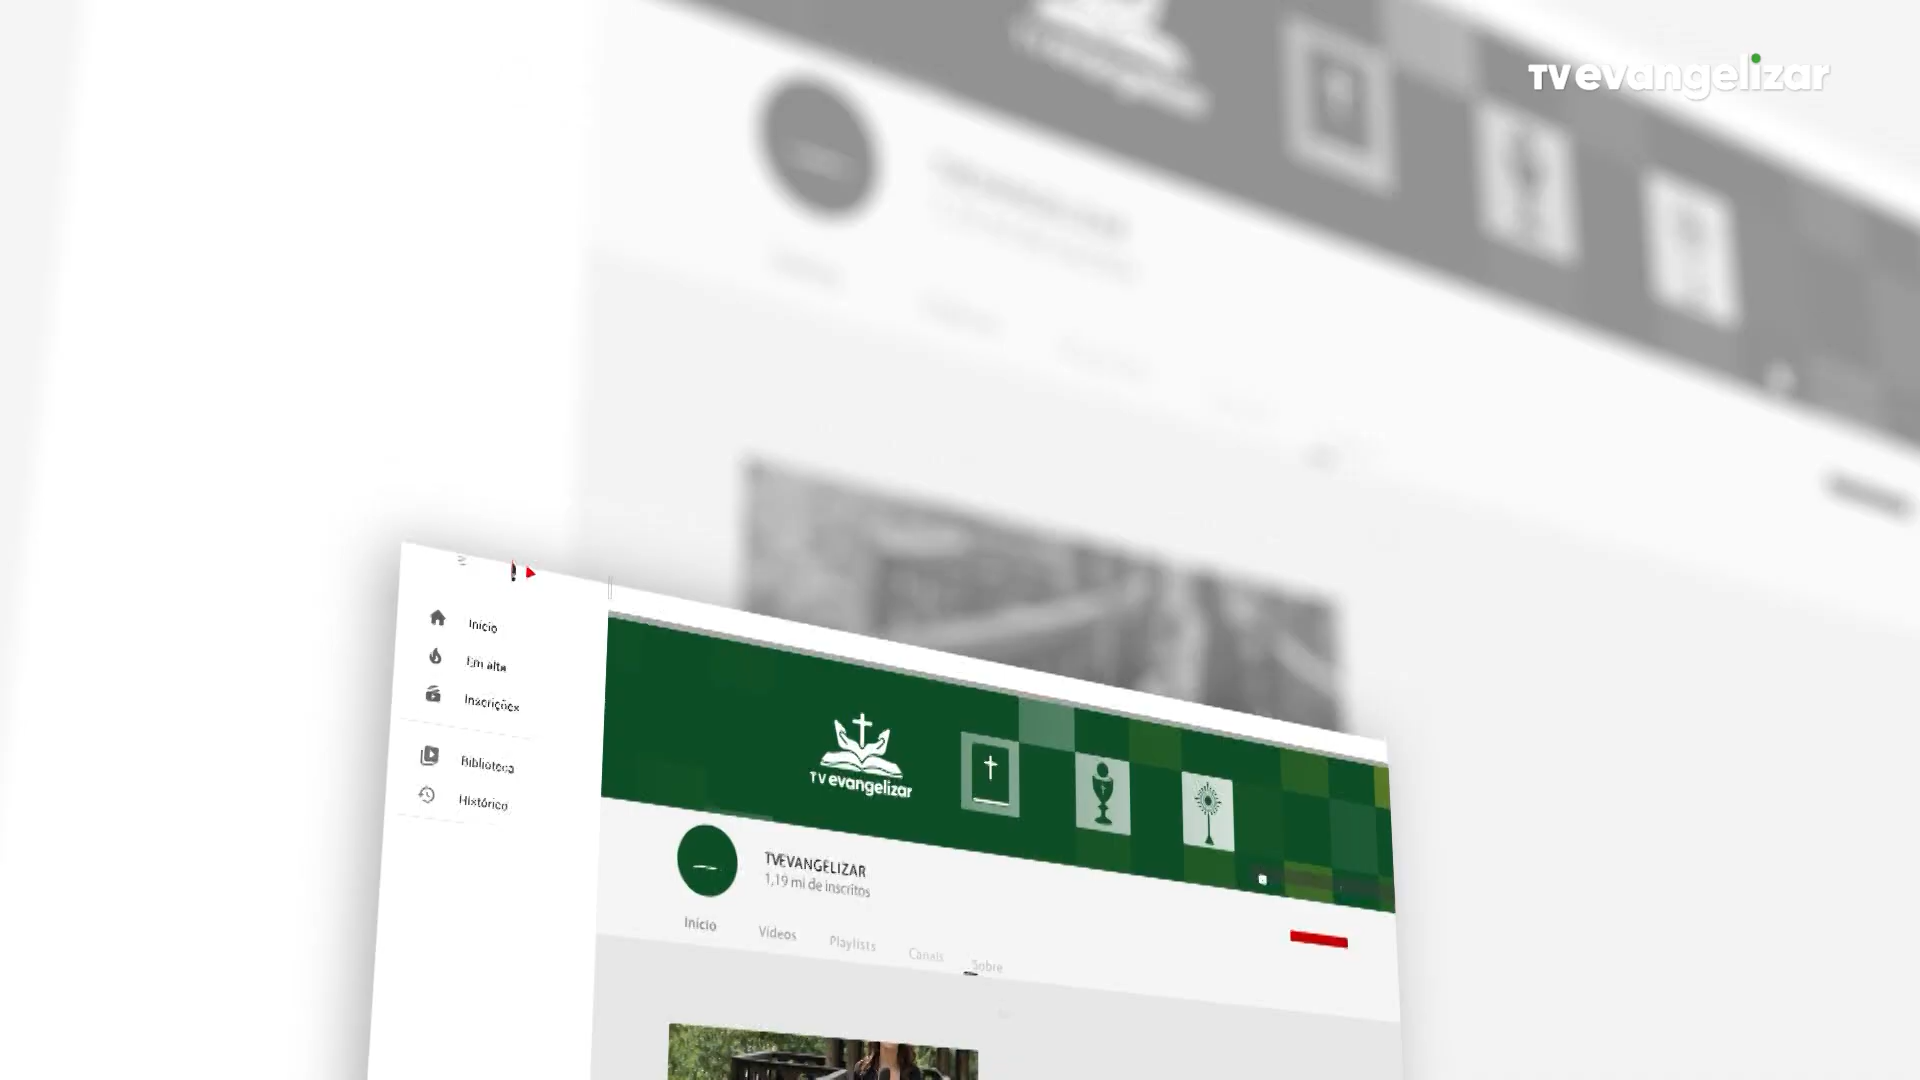 TVevangelizar
Início
Em alta
Inscrições
Biblioteca
Histórico
TV evangelizar
TVEVANGELIZAR
1,19 mi de inscritos
Início
Vídeos
Playlists
Canais
Sobre